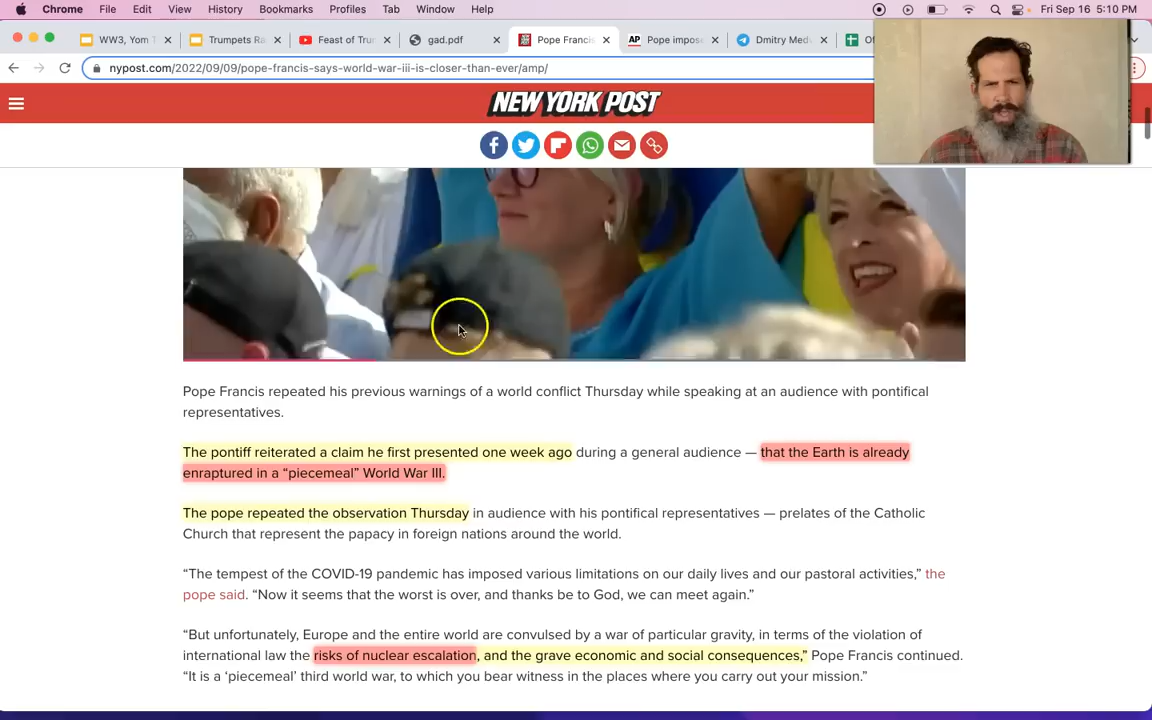 Chrome File Edit View History Bookmarks Profiles Tab Window Help Fri Sep 16 5:10 PM
WW3, Yom T Trumpets Ra Feast of Tru gad.pdf Pope Francis AP Pope impos Dmitry Med Of
nypost.com/2022/09/09/pope-francis-says-world-war-iii-is-closer-than-ever/amp/
NEW YORK POST
Pope Francis repeated his previous warnings of a world conflict Thursday while speaking at an audience with pontifical
representatives.
The pontiff reiterated a claim he first presented one week ago during a general audience — that the Earth is already
enraptured in a “piecemeal” World War III.
The pope repeated the observation Thursday in audience with his pontifical representatives — prelates of the Catholic
Church that represent the papacy in foreign nations around the world.
“The tempest of the COVID-19 pandemic has imposed various limitations on our daily lives and our pastoral activities,” the
pope said. “Now it seems that the worst is over, and thanks be to God, we can meet again.”
“But unfortunately, Europe and the entire world are convulsed by a war of particular gravity, in terms of the violation of
international law the risks of nuclear escalation, and the grave economic and social consequences,” Pope Francis continued.
“It is a ‘piecemeal’ third world war, to which you bear witness in the places where you carry out your mission.”